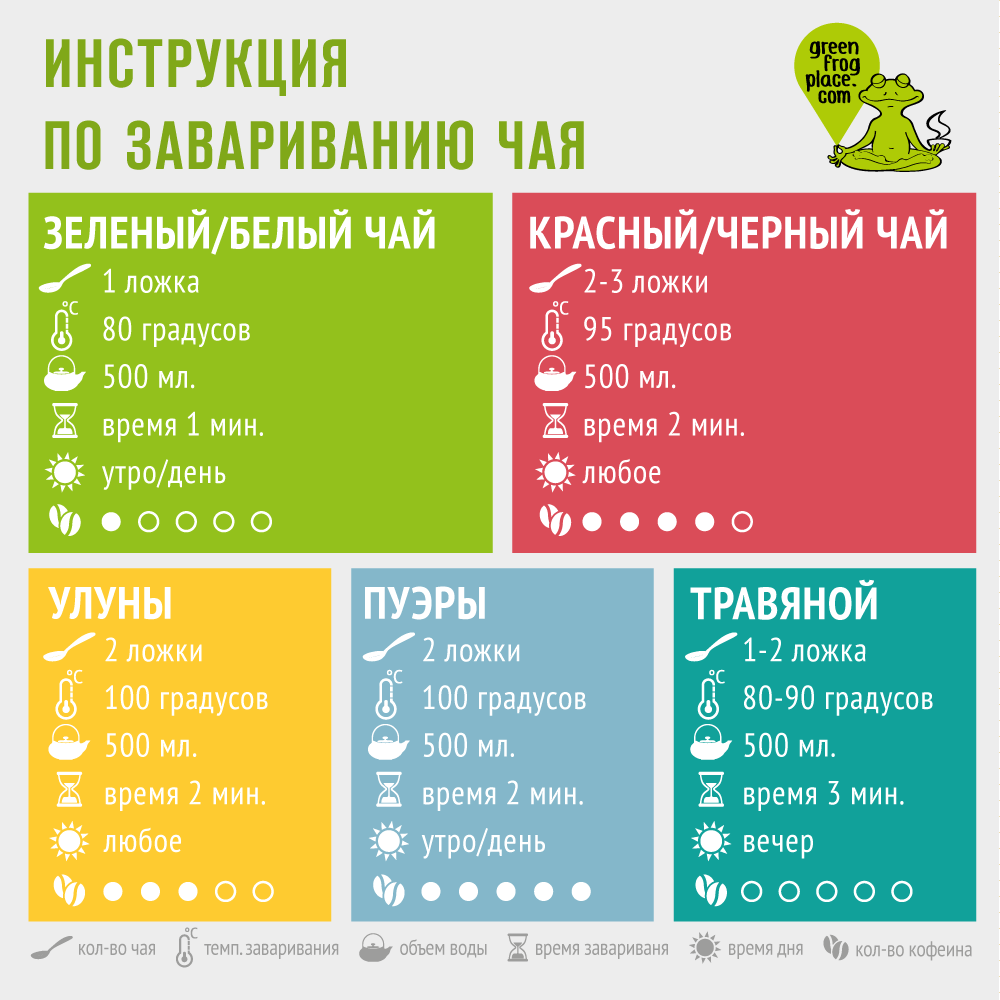 ИНСТРУКЦИЯ
ПО ЗАВАРИВАНИЮ ЧАЯ
green
frog
place.
com
ЗЕЛЕНЫЙ/БЕЛЫЙ ЧАЙ
1 ложка
°C
80 градусов
500 мл.
время 1 мин.
утро/день
КРАСНЫЙ/ЧЕРНЫЙ ЧАЙ
2-3 ложки
°C
95 градусов
500 мл.
время 2 мин.
любое
УЛУНЫ
2 ложки
°C
100 градусов
500 мл.
время 2 мин.
любое
ПУЭРЫ
2 ложки
°C
100 градусов
500 мл.
время 2 мин.
утро/день
ТРАВЯНОЙ
1-2 ложка
°C
80-90 градусов
500 мл.
время 3 мин.
вечер
кол-во чая °C темп. заваривания объем воды время завариваня время дня кол-во кофеина